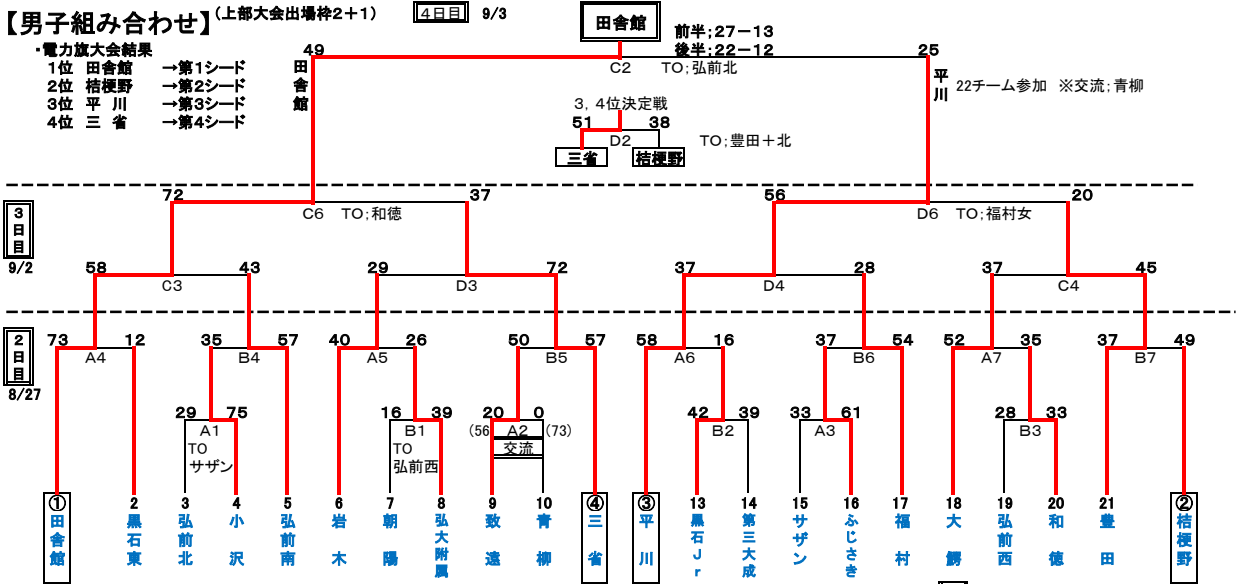 【男子組み合わせ】(上部大会出場枠2+1)
4日目 9/3
田舎館
・電力旗大会結果
1位 田舎館 →第1シード
2位 桔梗野 →第2シード
3位 平 川 →第3シード
4位 三 省 →第4シード
前半;27-13
後半;22-12
49 25
田舎館
C2 TO;弘前北
平川
22チーム参加 ※交流;青柳
3, 4位決定戦
51 38
D2 TO;豊田+北
三省 桔梗野
72 37 56 20
C6 TO;和徳 D6 TO;福村女
3日目
9/2
58 43 29 72 37 28 37 45
C3 D3 D4 C4
2日目
8/27
73 12 35 57 40 26 50 57 58 16 37 54 52 35 37 49
A4 B4 A5 B5 A6 B6 A7 B7
29 75 16 39 20 0 42 39 33 61 28 33
A1 B1 (56 A2 (73) B2 A3 B3
TO サザン
TO 弘前西
交流
① 2 3 4 5 6 7 8 9 10 ④ ③ 13 14 15 16 17 18 19 20 21 ②
田舎館
黒石東
弘前北
小沢
弘前南
岩木
朝陽
弘大附属
致遠
青柳
三省
平川
黒石Jr
第三大成
サザン
ふじさき
福村
大鰐
弘前西
和徳
豊田
桔梗野